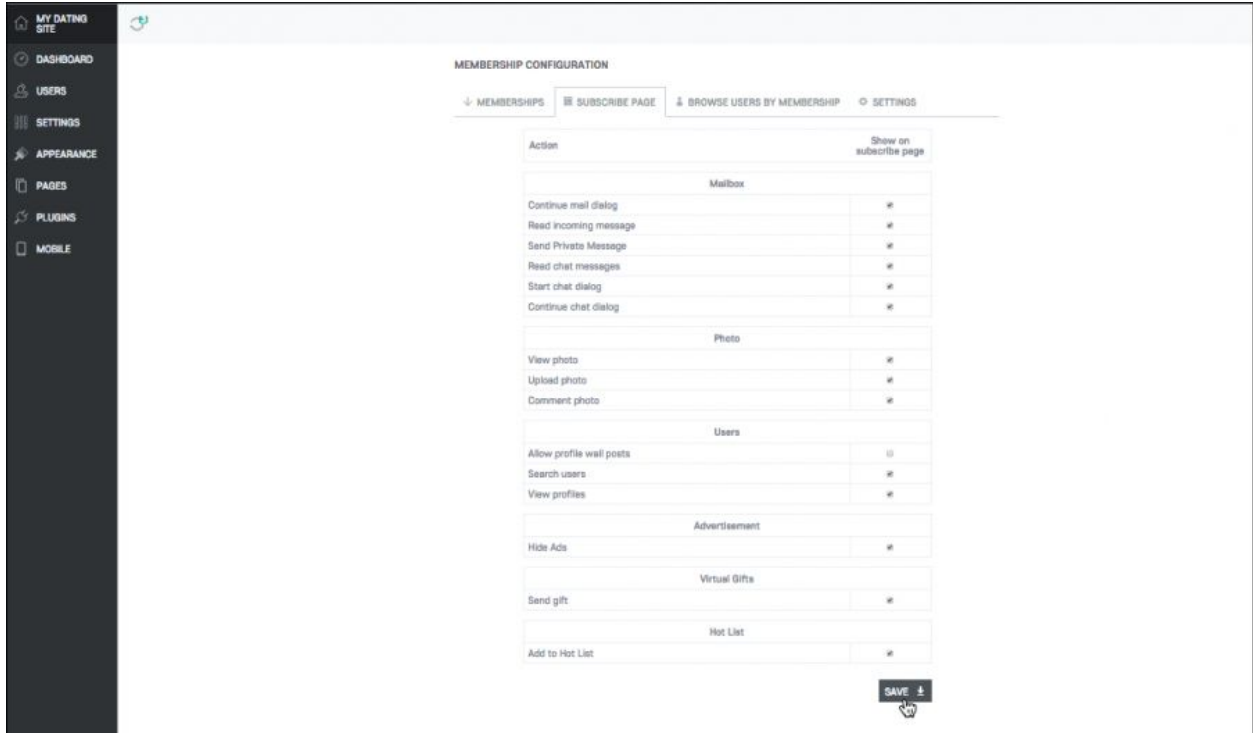 MY DATING
SITE
DASHBOARD
USERS
SETTINGS
APPEARANCE
PAGES
PLUGINS
MOBILE
MEMBERSHIP CONFIGURATION
MEMBERSHIPS SUBSCRIBE PAGE BROWSE USERS BY MEMBERSHIP SETTINGS
Action Show on
subscribe page
Mailbox
Continue mail dialog
Read incoming message
Send Private Message
Read chat messages
Start chat dialog
Continue chat dialog
Photo
View photo
Upload photo
Comment photo
Users
Allow profile wall posts
Search users
View profiles
Advertisement
Hide Ads
Virtual Gifts
Send gift
Hot List
Add to Hot List
SAVE